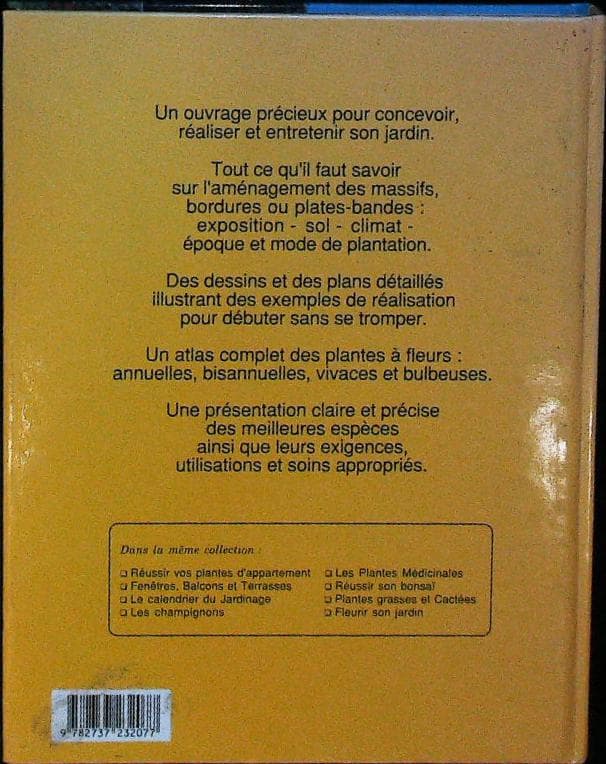 Un ouvrage précieux pour concevoir,
réaliser et entretenir son jardin.
Tout ce qu'il faut savoir
sur l'aménagement des massifs,
bordures ou plates-bandes :
exposition - sol - climat -
époque et mode de plantation.
Des dessins et des plans détaillés
illustrant des exemples de réalisation
pour débuter sans se tromper.
Un atlas complet des plantes à fleurs :
annuelles, bisannuelles, vivaces et bulbeuses.
Une présentation claire et précise
des meilleures espèces
ainsi que leurs exigences,
utilisations et soins appropriés.
Dans la même collection :
❏ Réussir vos plantes d'appartement
❏ Fenêtres, Balcons et Terrasses
❏ Le calendrier du Jardinage
❏ Les champignons
❏ Les Plantes Médicinales
❏ Réussir son bonsaï
❏ Plantes grasses et Cactées
❏ Fleurir son jardin
9 782737 232077